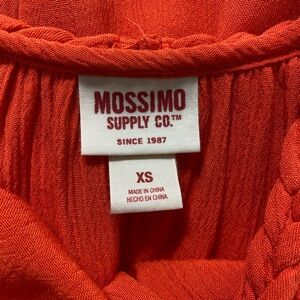 MOSSIMO
SUPPLY CO.™
SINCE 1987
XS
MADE IN CHINA
HECHO EN CHINA